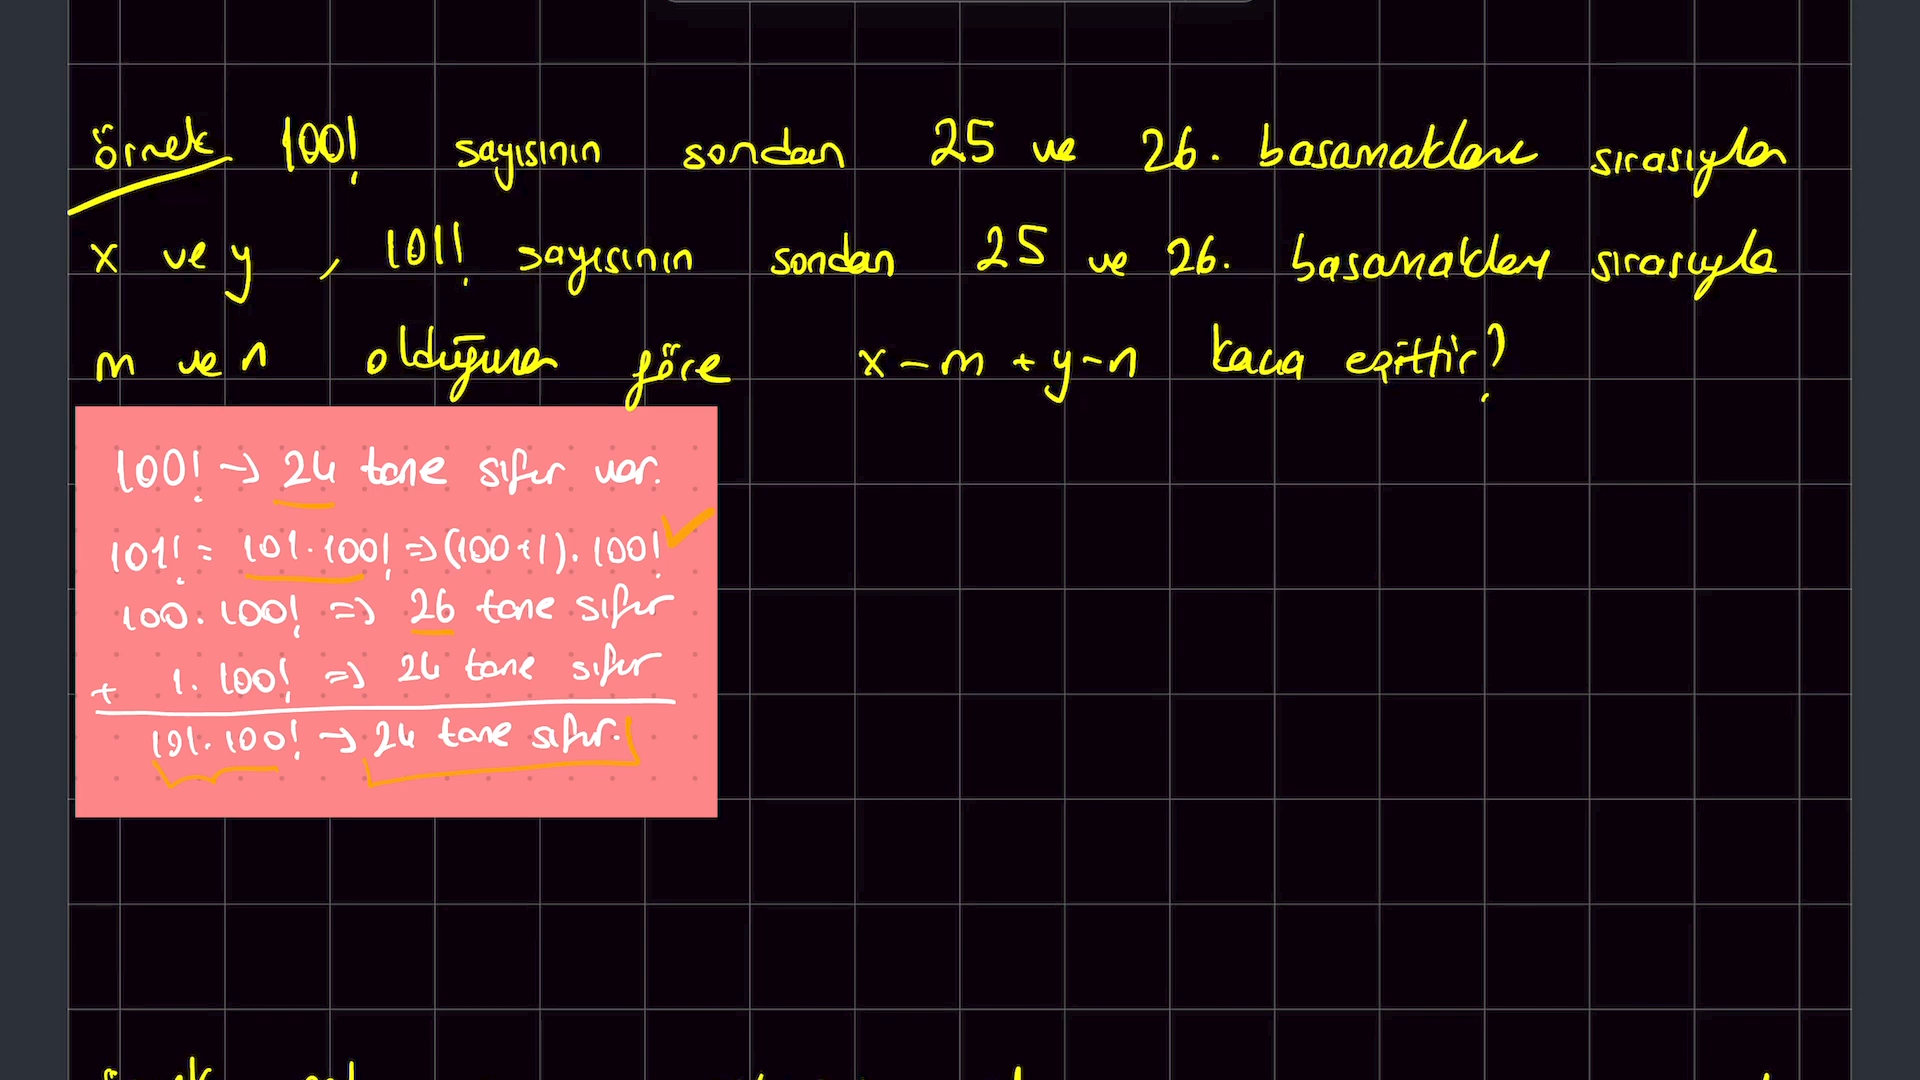 örnek 100! sayısının sondan 25 ve 26. basamakları sırasıyla
x ve y , 101! sayısının sondan 25 ve 26. basamakları sırasıyla
m ve n olduğuna göre x - m + y - n kaça eşittir?
100! → 24 tane sıfır var.
101! = 101.100! => (100+1).100! ✓
100. 100! => 26 tane sıfır
+ 1. 100! => 24 tane sıfır
101.100! → 24 tane sıfır.